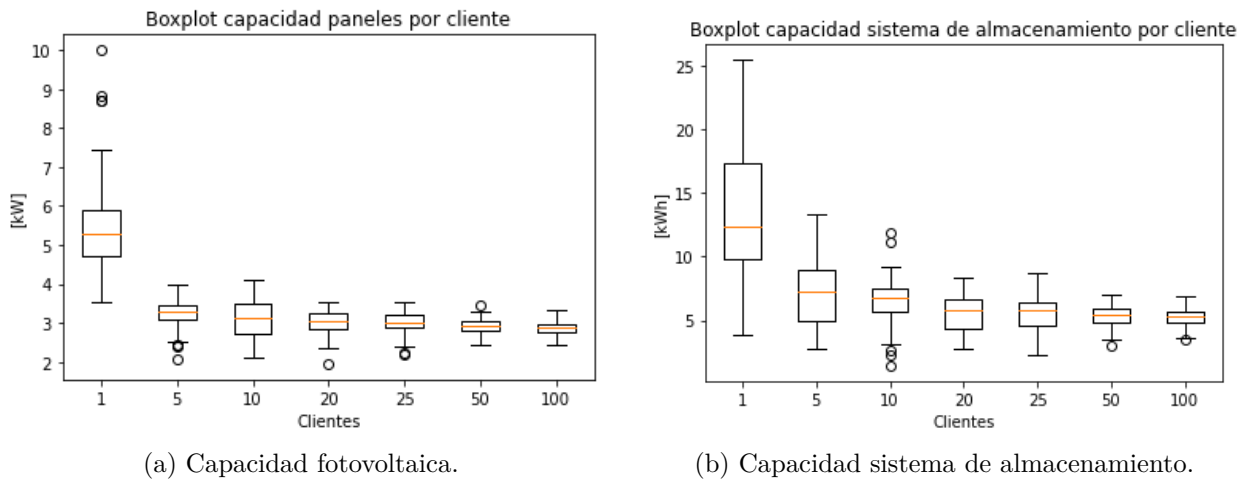 Boxplot capacidad paneles por cliente
10
9
8
7
6
5
4
3
2
[kW]
1 5 10 20 25 50 100
Clientes
(a) Capacidad fotovoltaica.
Boxplot capacidad sistema de almacenamiento por cliente
25
20
15
10
5
[kWh]
1 5 10 20 25 50 100
Clientes
(b) Capacidad sistema de almacenamiento.